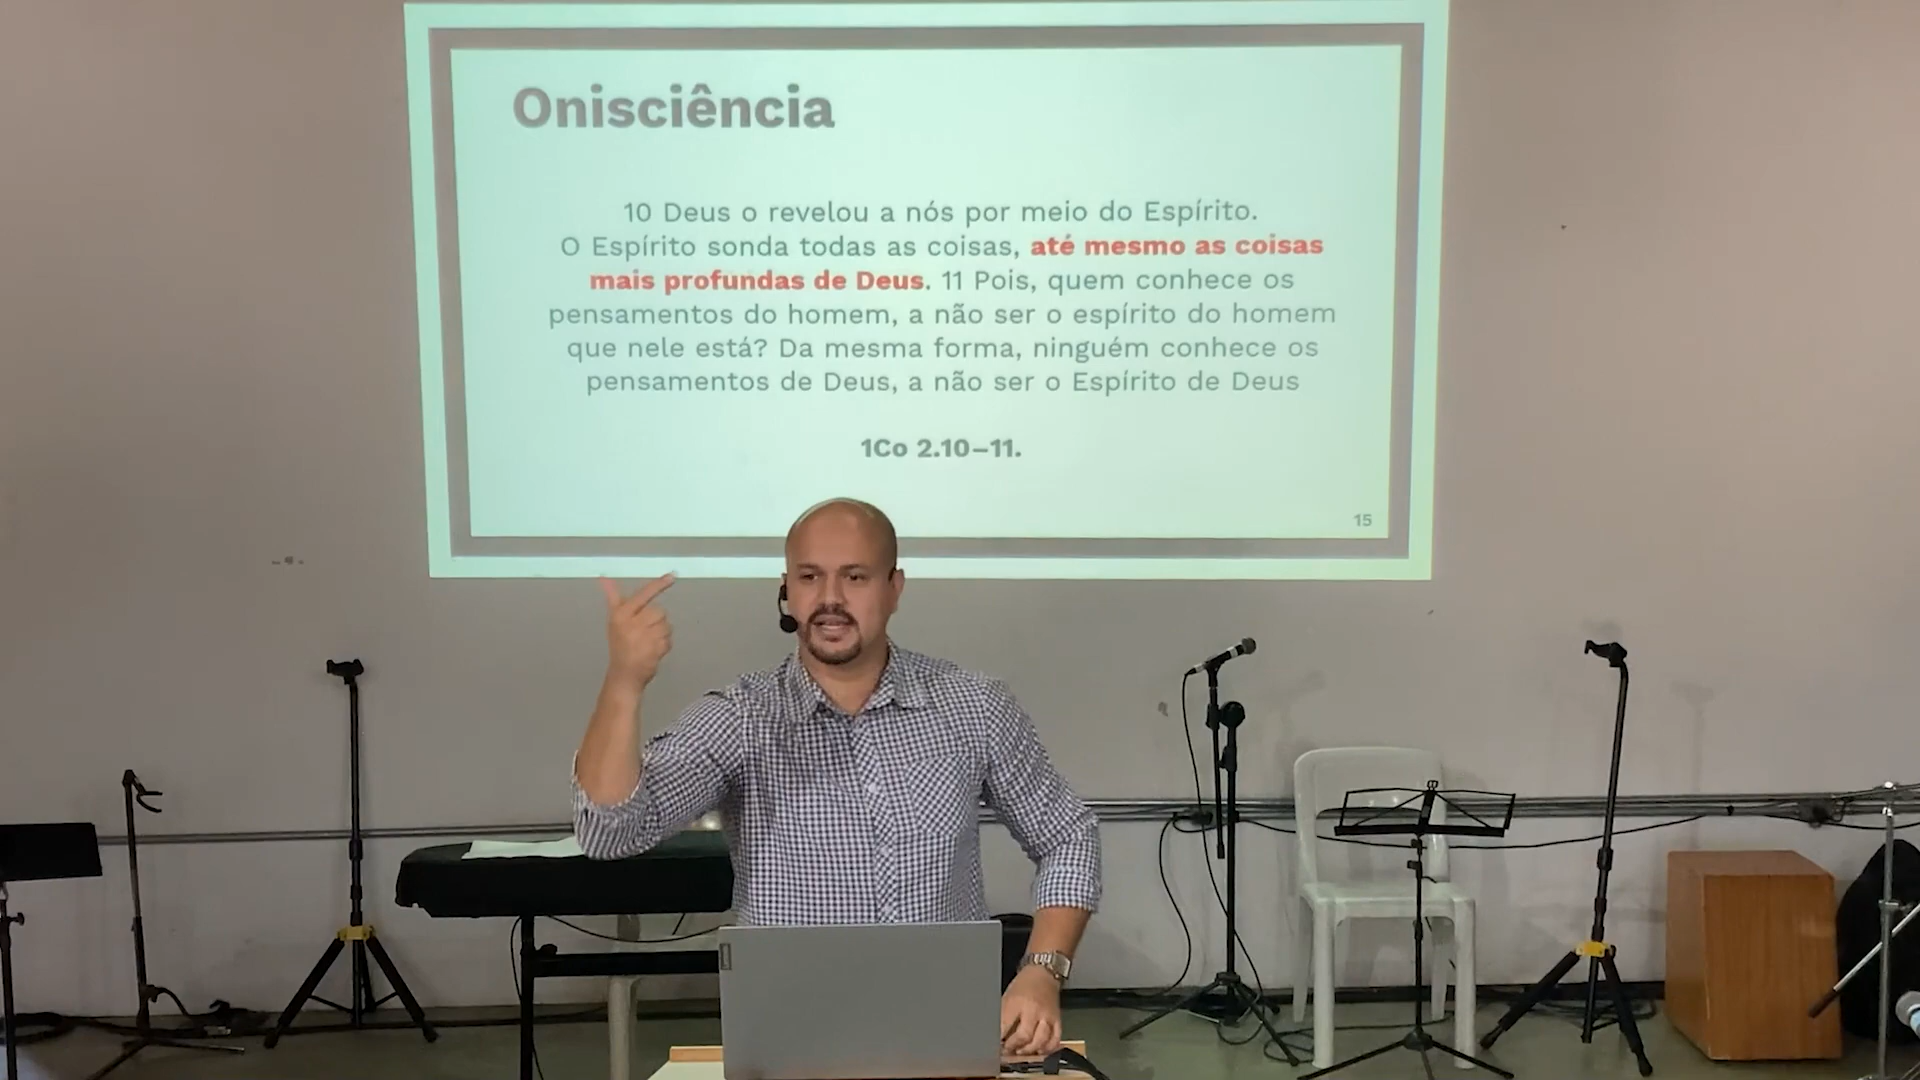 Onisciência
10 Deus o revelou a nós por meio do Espírito.
O Espírito sonda todas as coisas, até mesmo as coisas
mais profundas de Deus. 11 Pois, quem conhece os
pensamentos do homem, a não ser o espírito do homem
que nele está? Da mesma forma, ninguém conhece os
pensamentos de Deus, a não ser o Espírito de Deus
1Co 2.10–11.
15